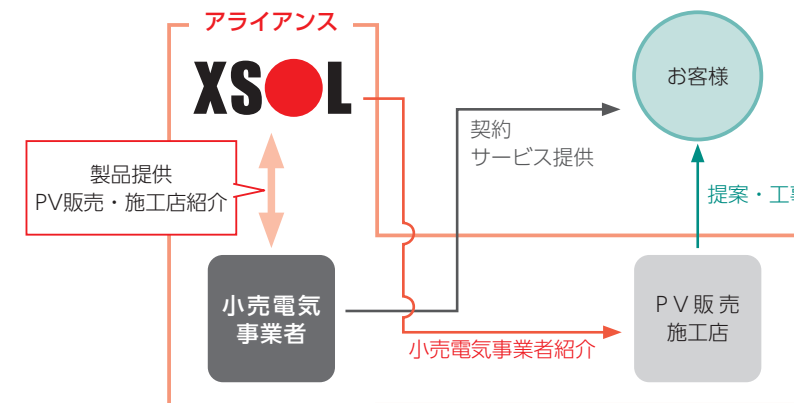 アライアンス
XSOL
お客様
契約
サービス提供
製品提供
PV販売・施工店紹介
提案・工
小売電気
事業者
PV販売
施工店
小売電気事業者紹介